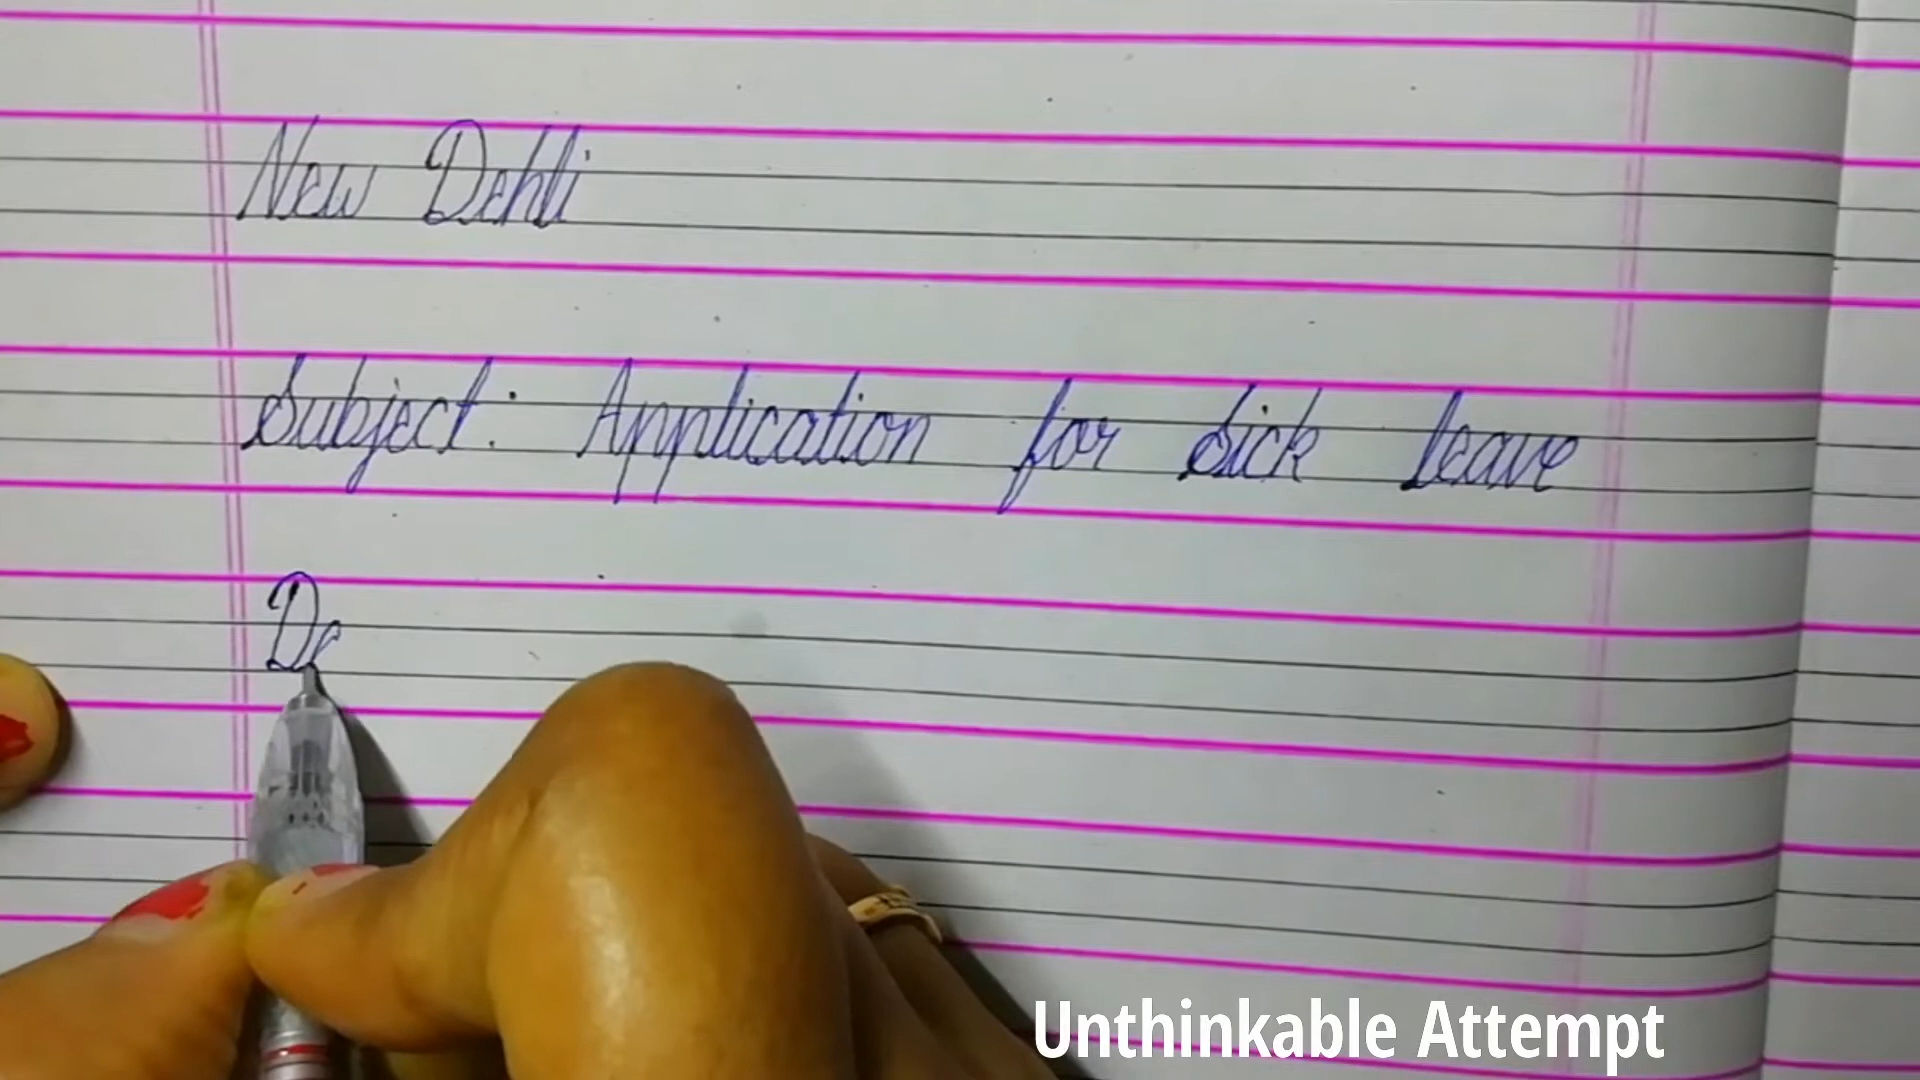 New Dehli
Subject: Application for Sick leave
De
Unthinkable Attempt